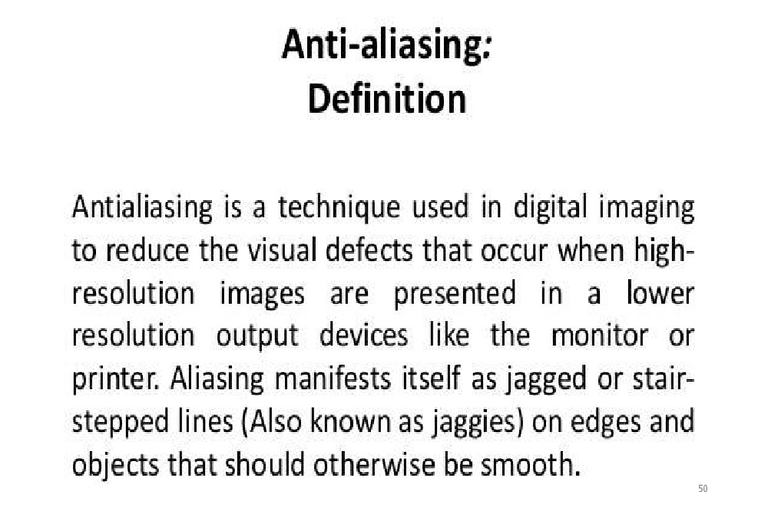 Anti-aliasing:
Definition
Antialiasing is a technique used in digital imaging
to reduce the visual defects that occur when high-
resolution images are presented in a lower
resolution output devices like the monitor or
printer. Aliasing manifests itself as jagged or stair-
stepped lines (Also known as jaggies) on edges and
objects that should otherwise be smooth.
50